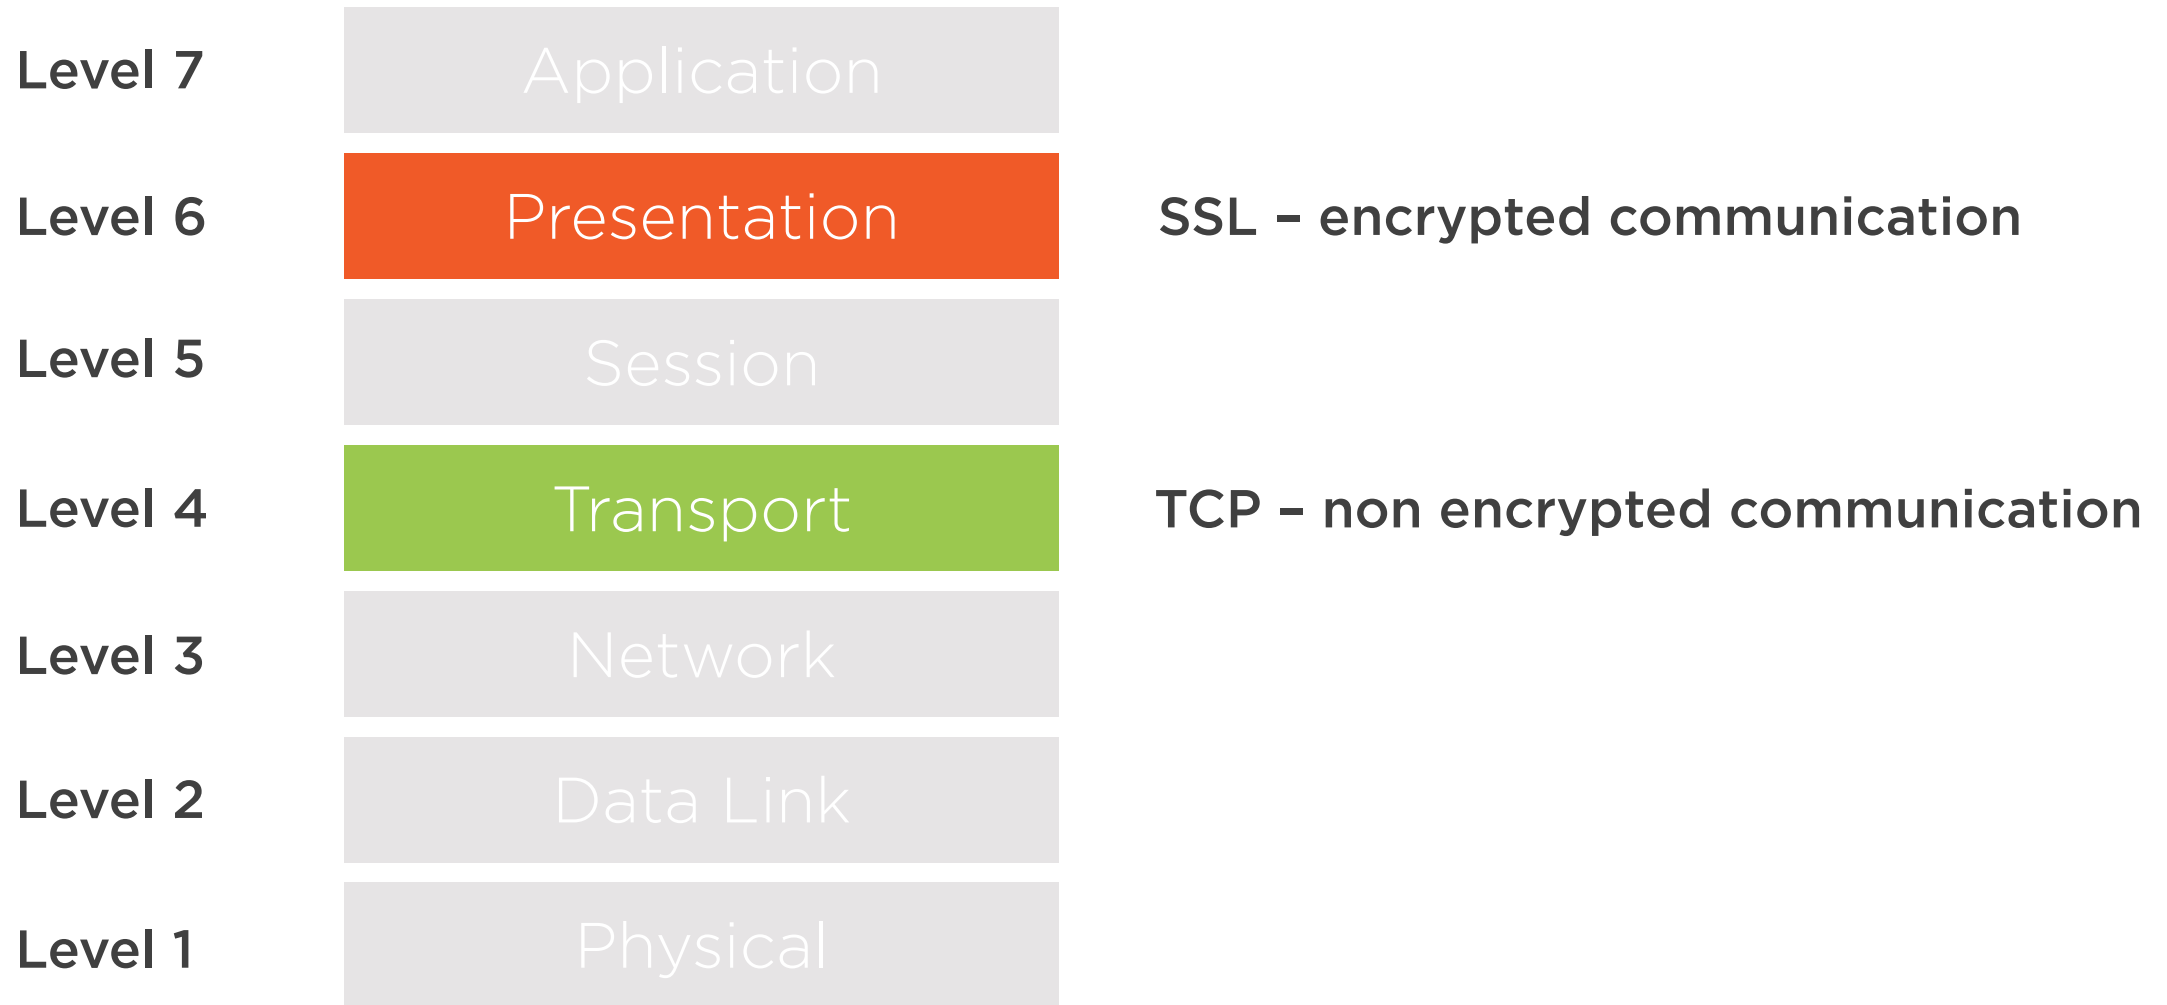 Level 7 Application
Level 6 Presentation SSL – encrypted communication
Level 5 Session
Level 4 Transport TCP – non encrypted communication
Level 3 Network
Level 2 Data Link
Level 1 Physical